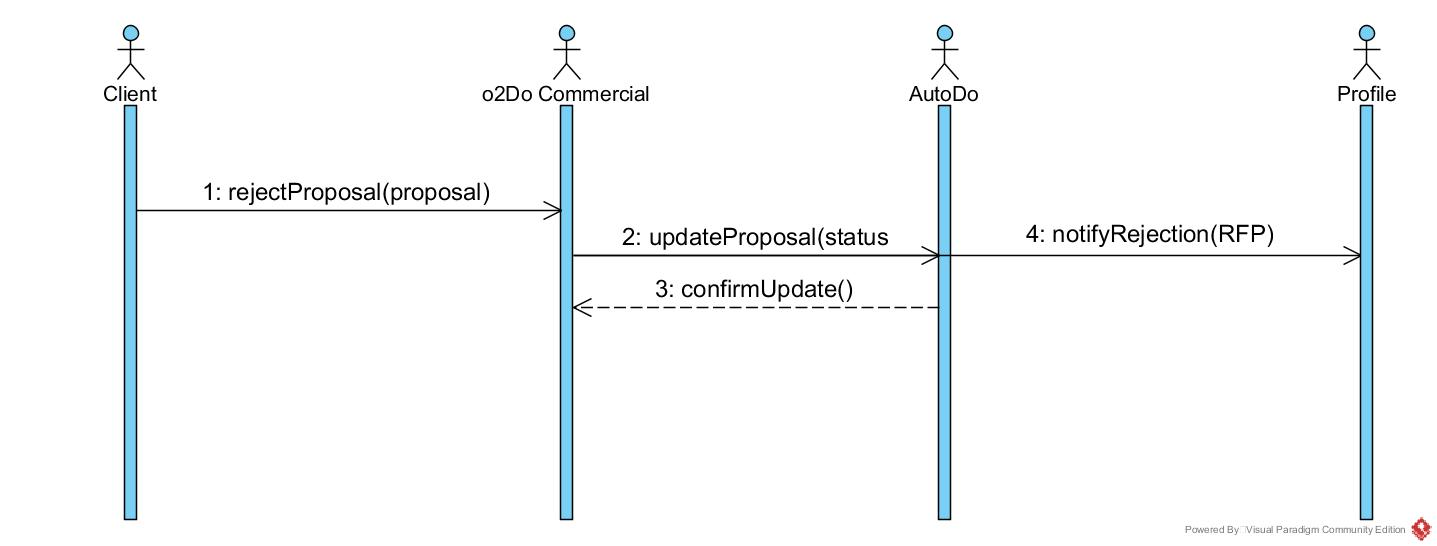 Client
o2Do Commercial
AutoDo
Profile
1: rejectProposal(proposal)
2: updateProposal(status
4: notifyRejection(RFP)
3: confirmUpdate()
Powered By Visual Paradigm Community Edition